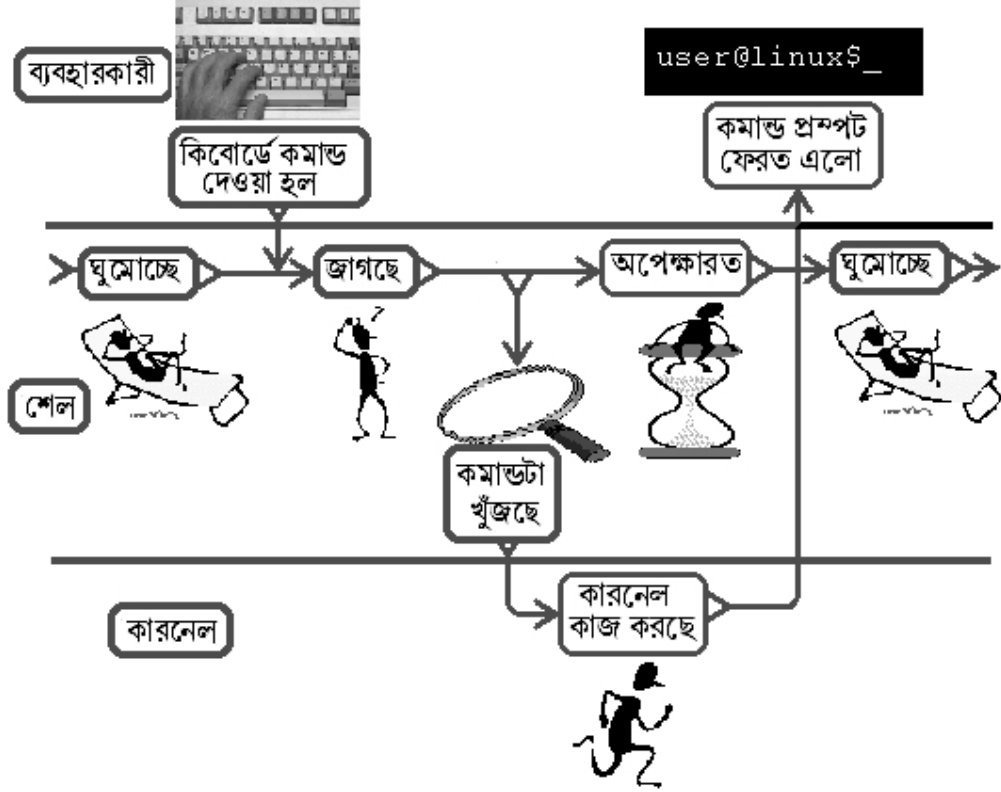 ব্যবহারকারী
user@linux$_
কিবোর্ডে কমান্ড
দেওয়া হল
কমান্ড প্রম্পট
ফেরত এলো
ঘুমোচ্ছে
জাগছে
অপেক্ষারত
ঘুমোচ্ছে
?
শেল
কমান্ডটা
খুঁজছে
কারনেল
কাজ করছে
কারনেল